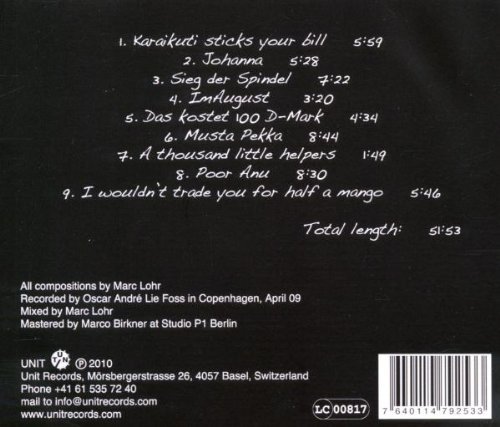 1. Karaikuti sticks your bill 5:59
2. Johanna 5:28
3. Sieg der Spindel 7:22
4. ImAugust 3:20
5. Das kostet 100 D-Mark 4:34
6. Musta Pekka 8:44
7. A thousand little helpers 1:49
8. Poor Anu 8:30
9. I wouldn't trade you for half a mango 5:46
Total length: 51:53
All compositions by Marc Lohr
Recorded by Oscar André Lie Foss in Copenhagen, April 09
Mixed by Marc Lohr
Mastered by Marco Birkner at Studio P1 Berlin
UNIT UNIT ℗ 2010
Unit Records, Mörsbergerstrasse 26, 4057 Basel, Switzerland
Phone +41 61 535 72 40
mail to info@unitrecords.com
www.unitrecords.com
LC 00817
7 640114 792533